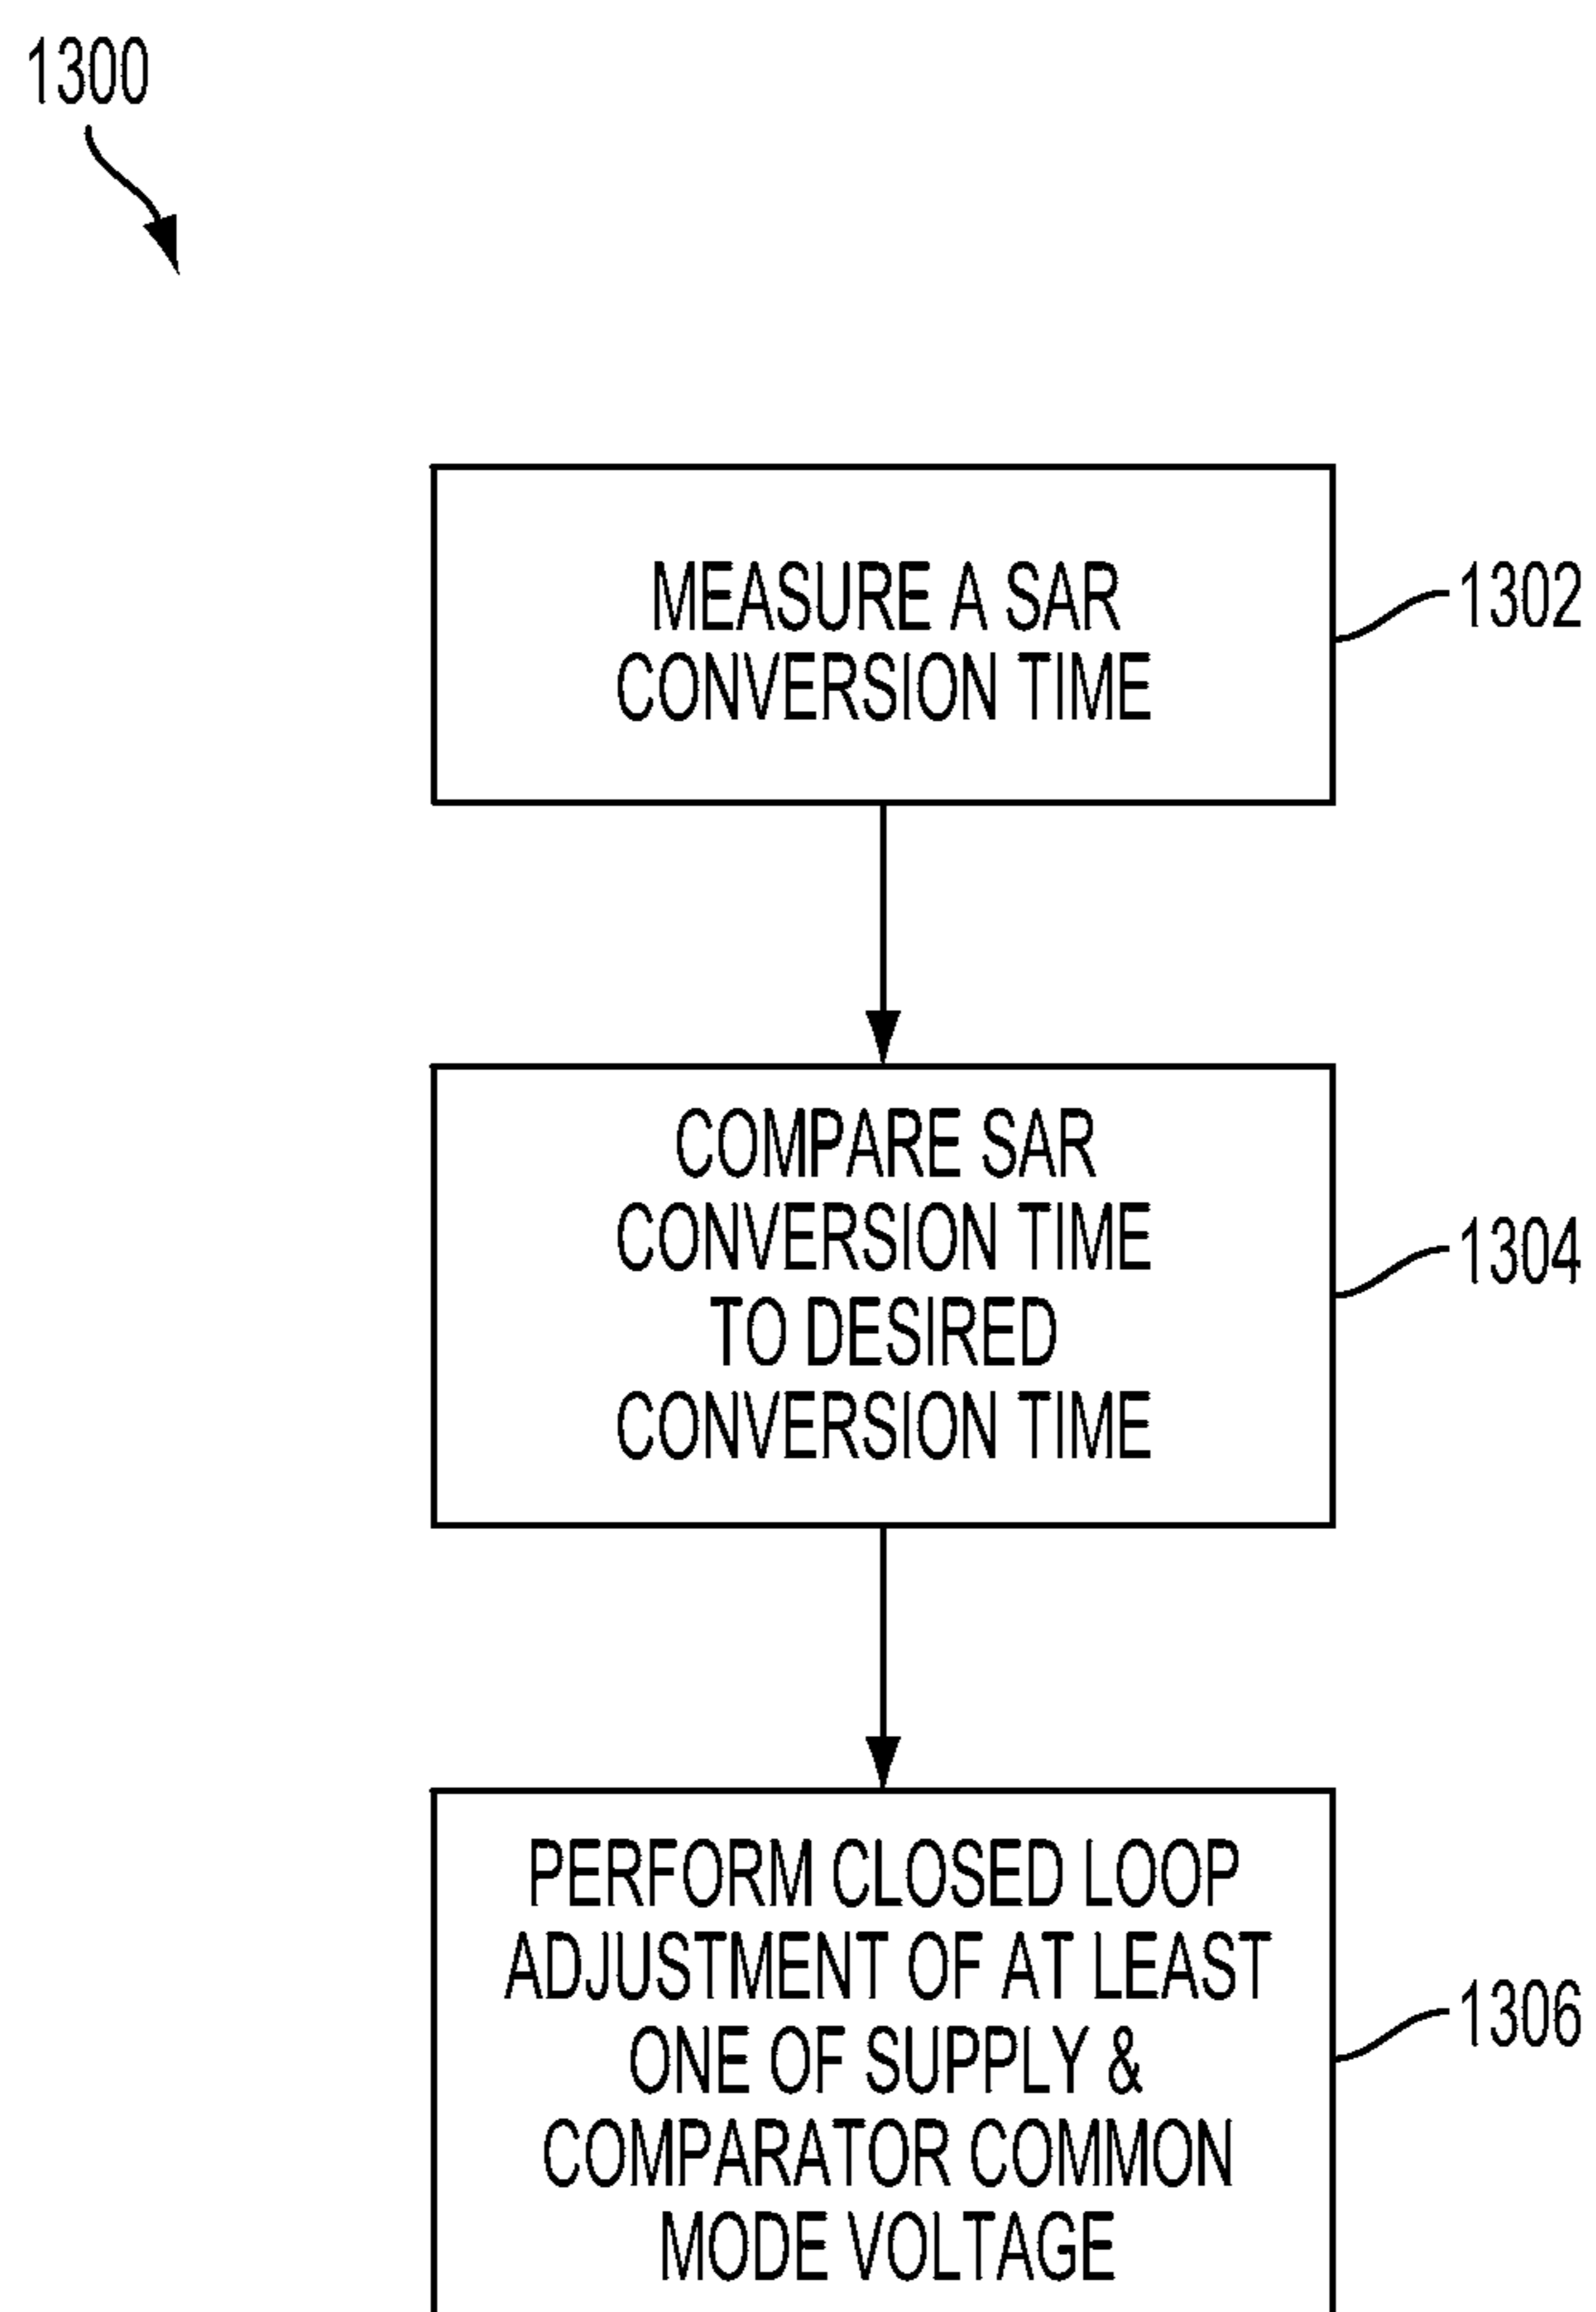 1300
MEASURE A SAR
CONVERSION TIME
1302
COMPARE SAR
CONVERSION TIME
TO DESIRED
CONVERSION TIME
1304
PERFORM CLOSED LOOP
ADJUSTMENT OF AT LEAST
ONE OF SUPPLY &
COMPARATOR COMMON
MODE VOLTAGE
1306